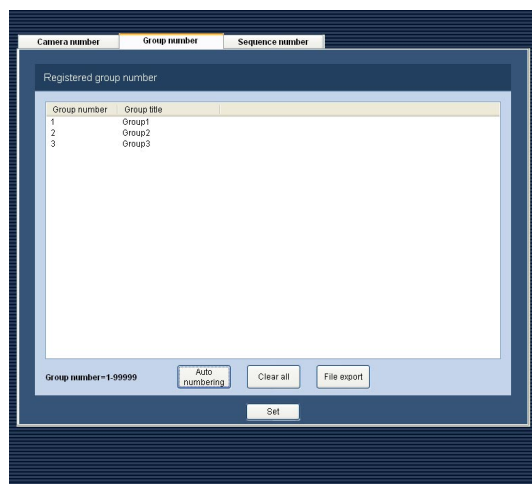 Camera number Group number Sequence number
Registered group number
Group number Group title
1 Group1
2 Group2
3 Group3
Group number=1-99999 Auto numbering Clear all File export
Set